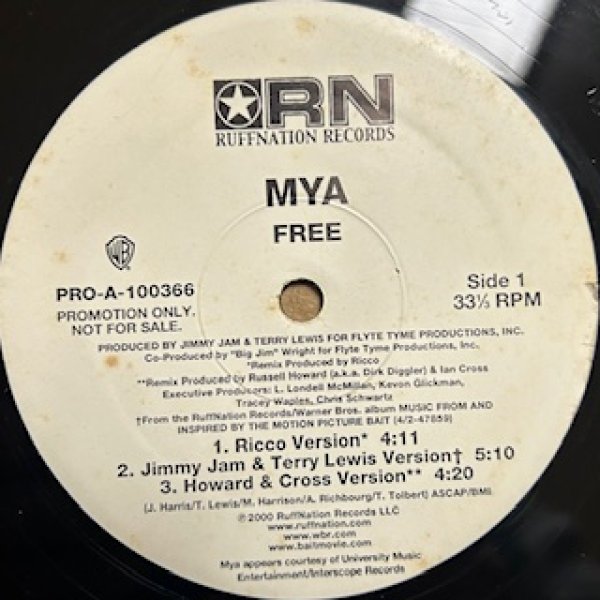 RN
RUFFNATION RECORDS
MYA
FREE
WB
PRO-A-100366
PROMOTION ONLY.
NOT FOR SALE.
Side 1
33⅓ RPM
PRODUCED BY JIMMY JAM & TERRY LEWIS FOR FLYTE TYME PRODUCTIONS, INC.
Co-Produced by "Big Jim" Wright for Flyte Tyme Productions, Inc.
*Remix Produced by Ricco
**Remix Produced by Russell Howard (a.k.a. Dirk Diggler) & Ian Cross
Executive Producers: L. Londell McMillan, Kevon Glickman,
Tracey Waples, Chris Schwartz
†From the RuffNation Records/Warner Bros. album MUSIC FROM AND
INSPIRED BY THE MOTION PICTURE BAIT (4/2-47859)
1. Ricco Version* 4:11
2. Jimmy Jam & Terry Lewis Version† 5:10
3. Howard & Cross Version** 4:20
(J. Harris/T. Lewis/M. Harrison/A. Richbourg/T. Tolbert) ASCAP/BMI.
℗2000 RuffNation Records LLC
www.ruffnation.com
www.wbr.com
www.baitmovie.com
Mya appears courtesy of University Music
Entertainment/Interscope Records